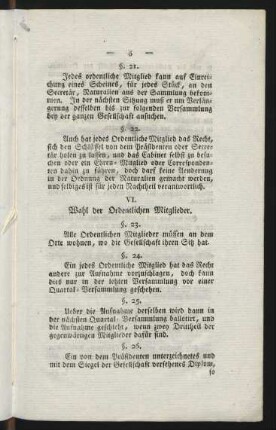 — 6 —
§. 21.
Jedes ordentliche Mitglied kann auf Einrei-
chung eines Scheines, für jedes Stück, an den
Secretär, Naturalien aus der Sammlung bekom-
men. In der nächsten Sitzung muß er um Verlän-
gerung desselben bis zur folgenden Versammlung
bey der ganzen Gesellschaft ansuchen.
§. 22.
Auch hat jedes Ordentliche Mitglied das Recht,
sich den Schlüssel von dem Präsidenten oder Secre-
tär holen zu lassen, und das Cabinet selbst zu besu-
chen oder ein Ehren-Mitglied oder Correspondenten
dahin zu führen, doch darf keine Aenderung
in der Ordnung der Naturalien gemacht werden,
und selbiges ist für jeden Nachtheil verantwortlich.
VI.
Wahl der Ordentlichen Mitglieder.
§. 23.
Alle Ordentlichen Mitglieder müssen an dem
Orte wohnen, wo die Gesellschaft ihren Sitz hat.
§. 24.
Ein jedes Ordentliche Mitglied hat das Recht
andere zur Aufnahme vorzuschlagen, doch kann
dies nur in der letzten Versammlung vor einer
Quartal-Versammlung geschehen.
§. 25.
Ueber die Aufnahme derselben wird dann in
der nächsten Quartal-Versammlung balletirt, und
die Aufnahme geschieht, wenn zwey Drittheil der
gegenwärtigen Mitglieder dafür sind.
§. 26.
Ein von dem Präsidenten unterzeichnetes und
mit dem Siegel der Gesellschaft versehenes Diplom,
so